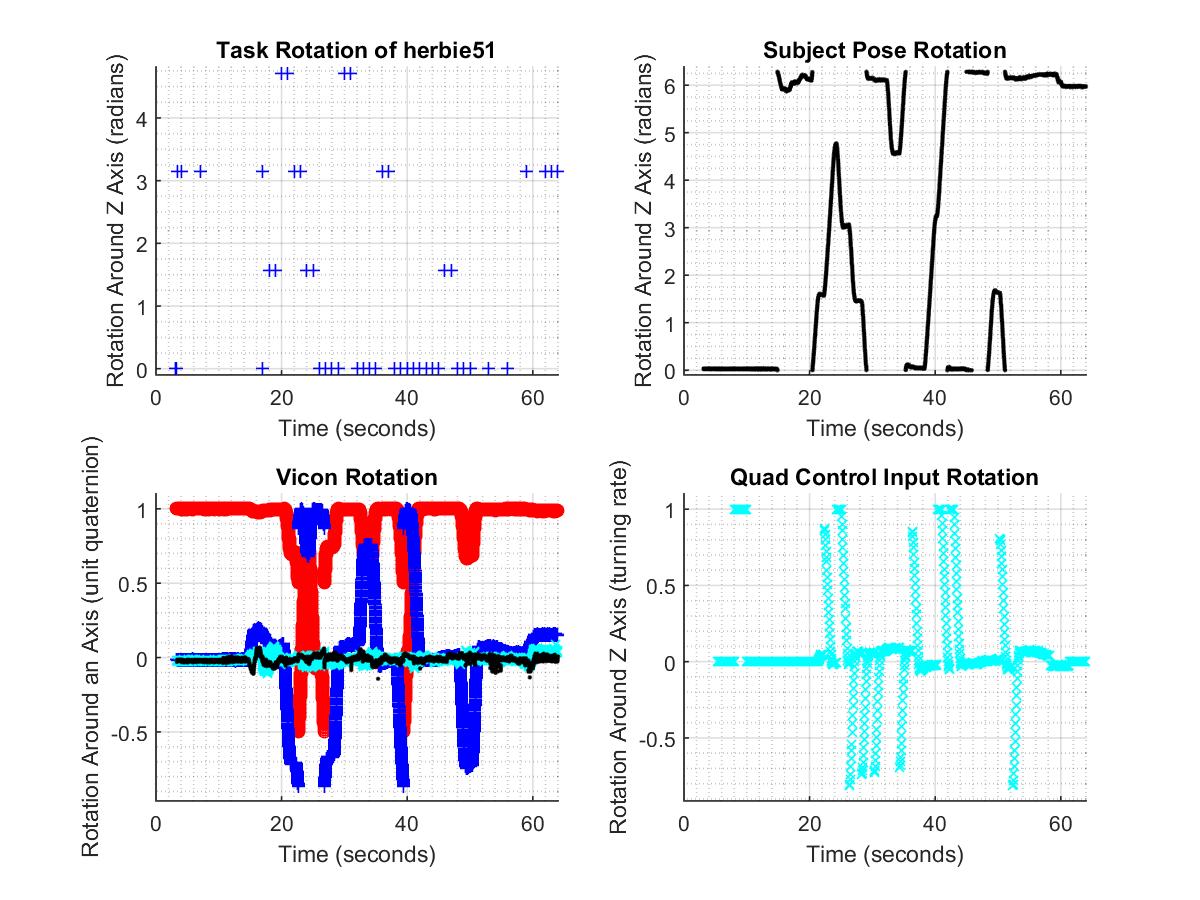 Task Rotation of herbie51
Rotation Around Z Axis (radians)
4
3
2
1
0
0 20 40 60
Time (seconds)
Subject Pose Rotation
Rotation Around Z Axis (radians)
6
5
4
3
2
1
0
0 20 40 60
Time (seconds)
Vicon Rotation
Rotation Around an Axis (unit quaternion)
1
0.5
0
-0.5
0 20 40 60
Time (seconds)
Quad Control Input Rotation
Rotation Around Z Axis (turning rate)
1
0.5
0
-0.5
0 20 40 60
Time (seconds)